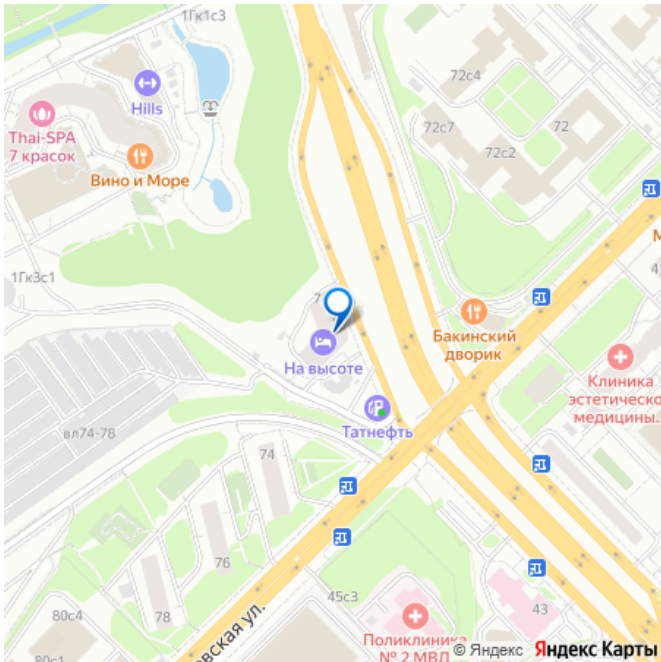 1Гк1с3
72с4
Hills
72с7
72
72с2
Thai-SPA
7 красок
Вино и Море
М
1Гк3с1
7
Бакинский
дворик
На высоте
Клиника
эстетическо
медицины...
Татнефть
вл74-78
74
76
78
45с3
43
80с4
80с1
вская ул.
Поликлиника
№ 2 МВД
© Яндекс Яндекс Карты